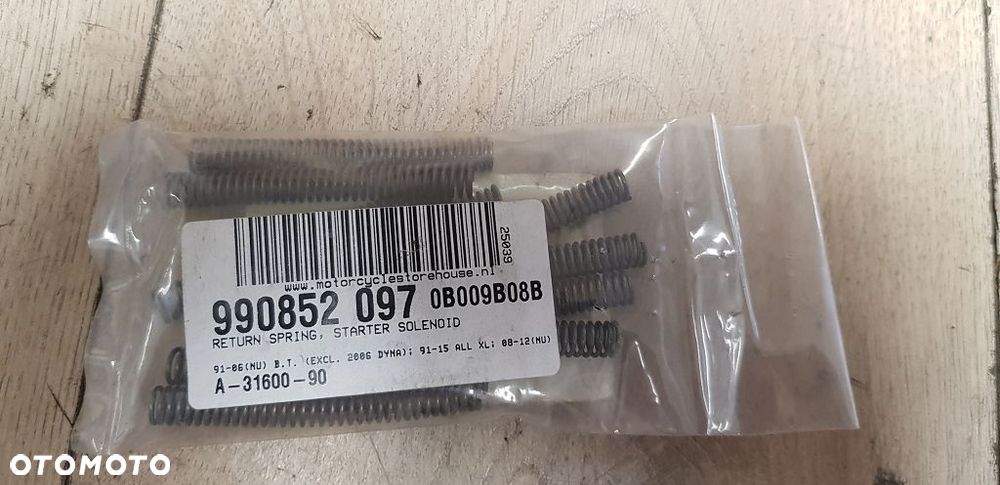 25039
www.motorcyclestorehouse.nl
990852 097 0B009B08B
RETURN SPRING, STARTER SOLENOID
91-06(NU) B.T. (EXCL. 2006 DYNA); 91-15 ALL XL; 08-12(NU)
A-31600-90
OTOMOTO